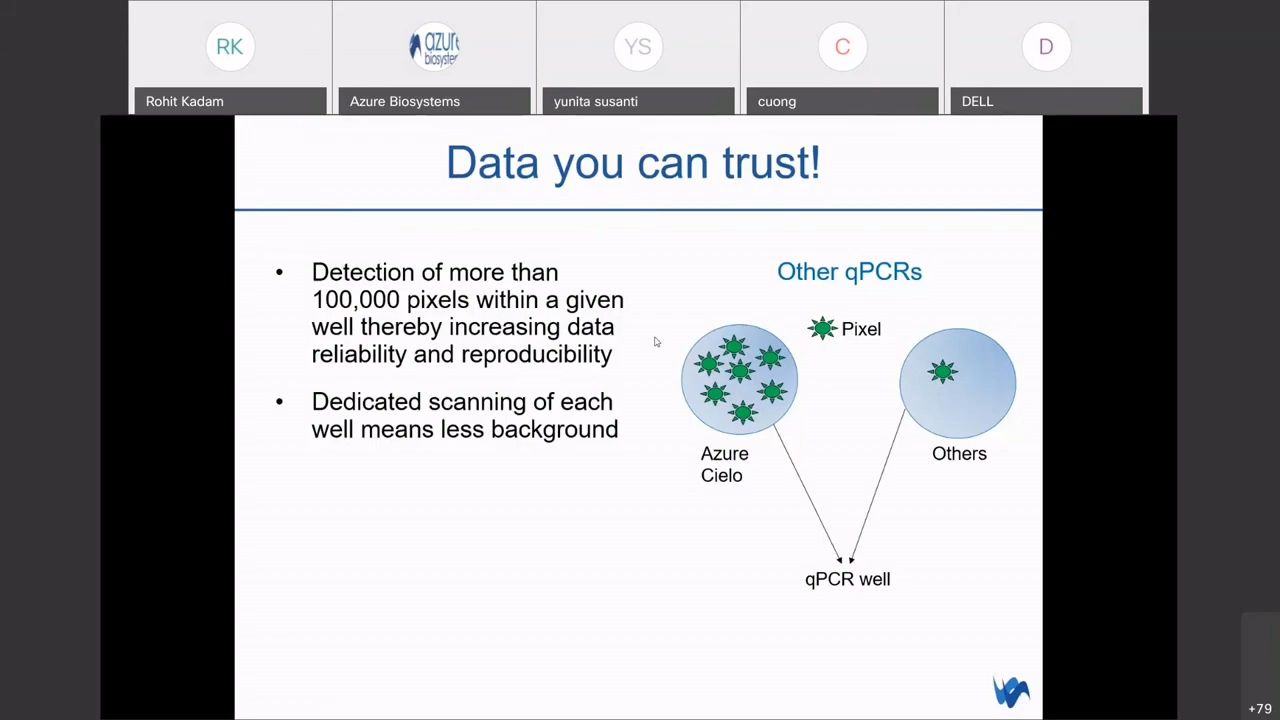 RK
azure
biosystem
YS
C
D
Rohit Kadam
Azure Biosystems
yunita susanti
cuong
DELL
Data you can trust!
• Detection of more than
100,000 pixels within a given
well thereby increasing data
reliability and reproducibility
• Dedicated scanning of each
well means less background
Other qPCRs
Pixel
Azure
Cielo
Others
qPCR well
+79